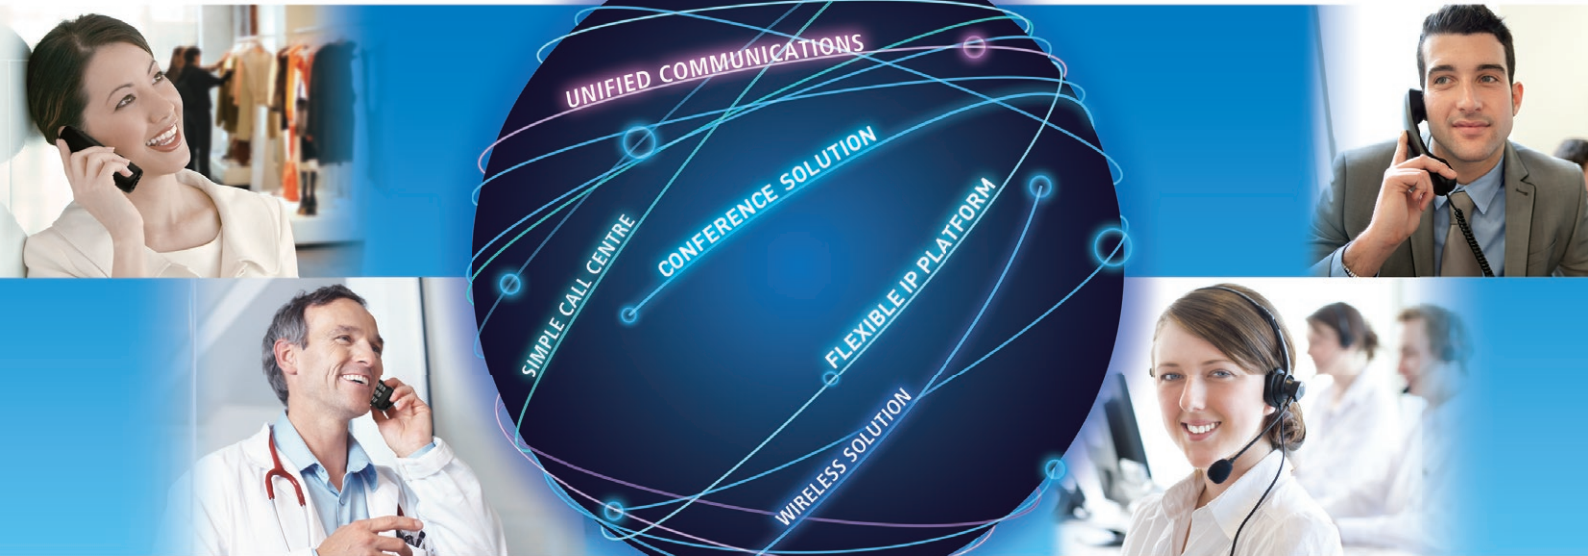 UNIFIED COMMUNICATIONS
CONFERENCE SOLUTION
SIMPLE CALL CENTRE
FLEXIBLE IP PLATFORM
WIRELESS SOLUTION